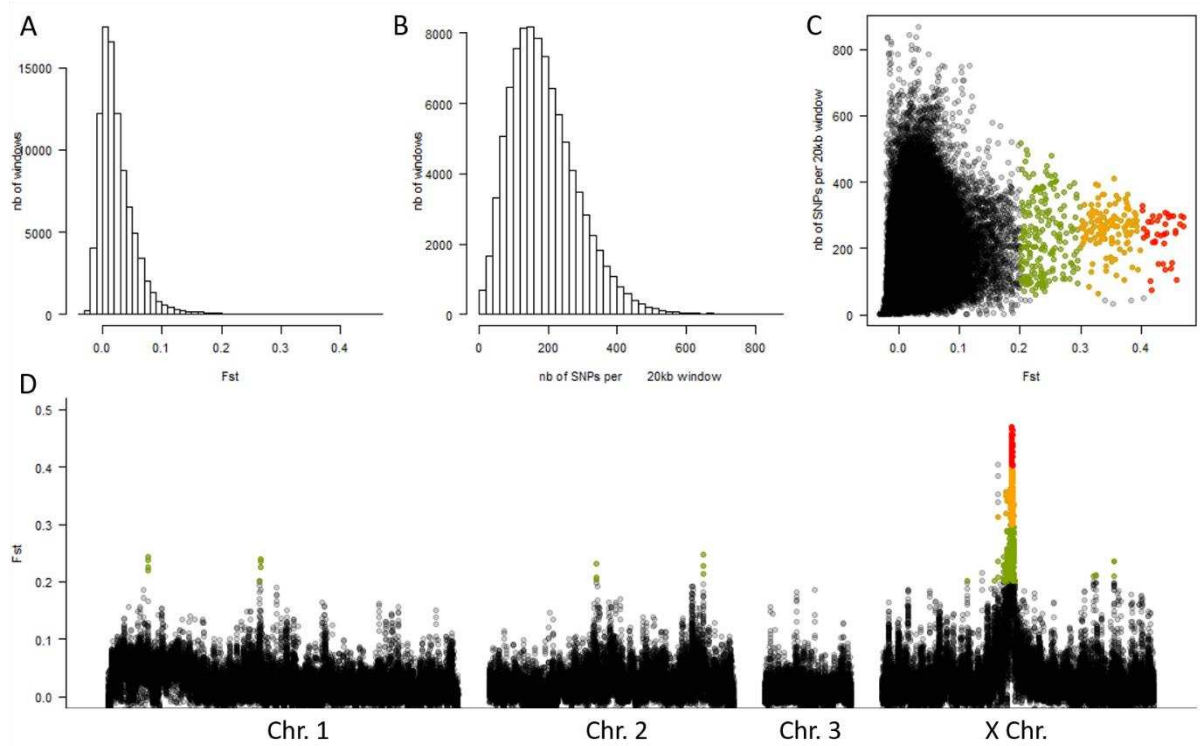 A
nb of windows
0
5000
10000
15000
0.0 0.1 0.2 0.3 0.4
Fst
B
nb of windows
0
2000
4000
6000
8000
0 200 400 600 800
nb of SNPs per 20kb window
C
nb of SNPs per 20kb window
0
200
400
600
800
0.0 0.1 0.2 0.3 0.4
Fst
D
Fst
0.5
0.4
0.3
0.2
0.1
0.0
Chr. 1 Chr. 2 Chr. 3 X Chr.